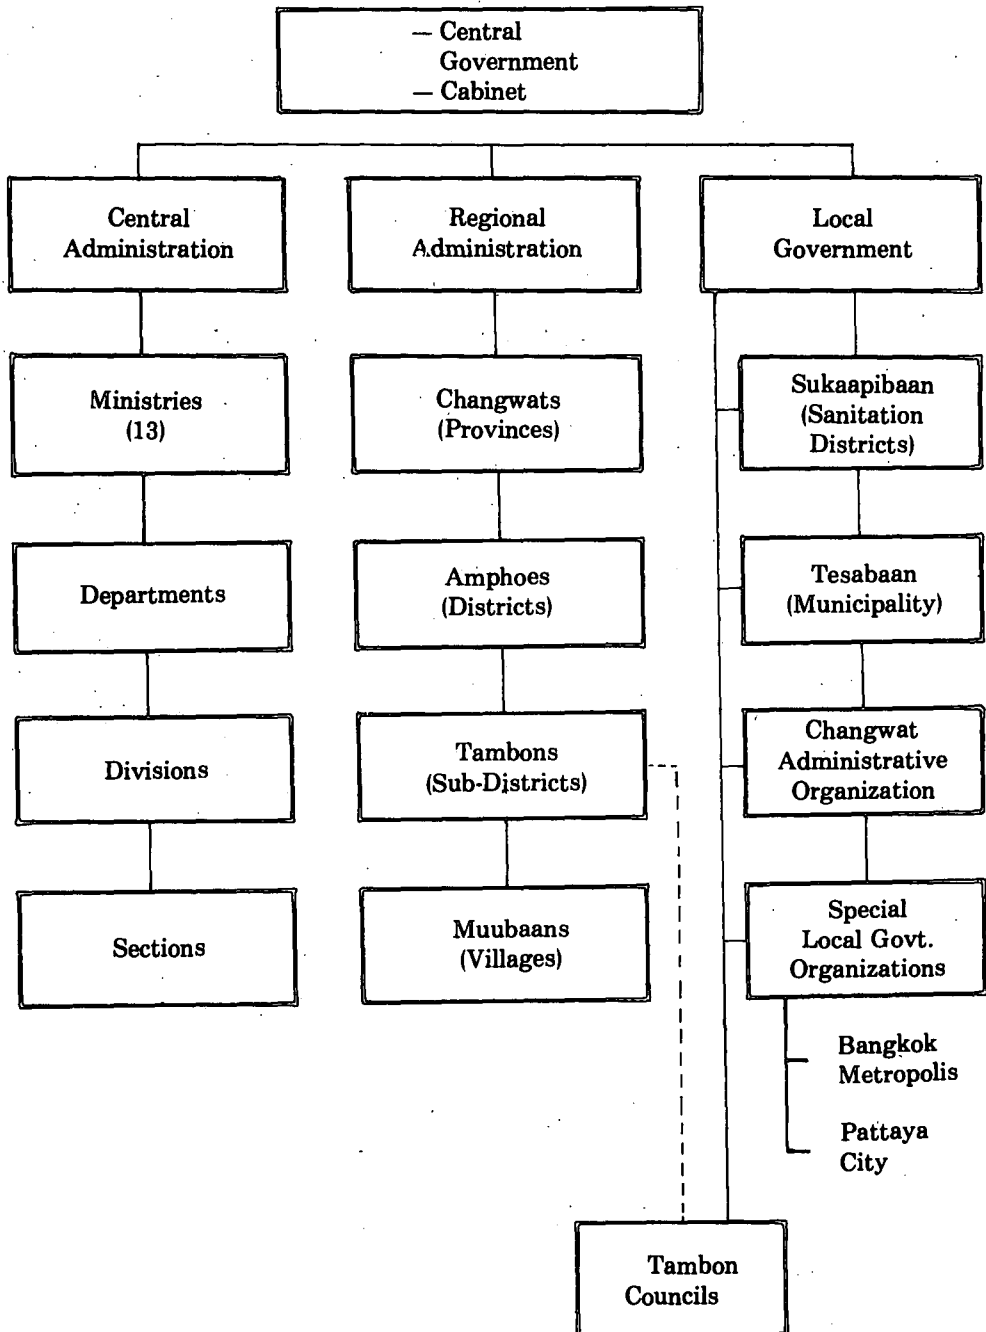 — Central
Government
— Cabinet
Central
Administration
Regional
Administration
Local
Government
Ministries
(13)
Changwats
(Provinces)
Sukaapibaan
(Sanitation
Districts)
Departments
Amphoes
(Districts)
Tesabaan
(Municipality)
Divisions
Tambons
(Sub-Districts)
Changwat
Administrative
Organization
Sections
Muubaans
(Villages)
Special
Local Govt.
Organizations
Bangkok
Metropolis
Pattaya
City
Tambon
Councils